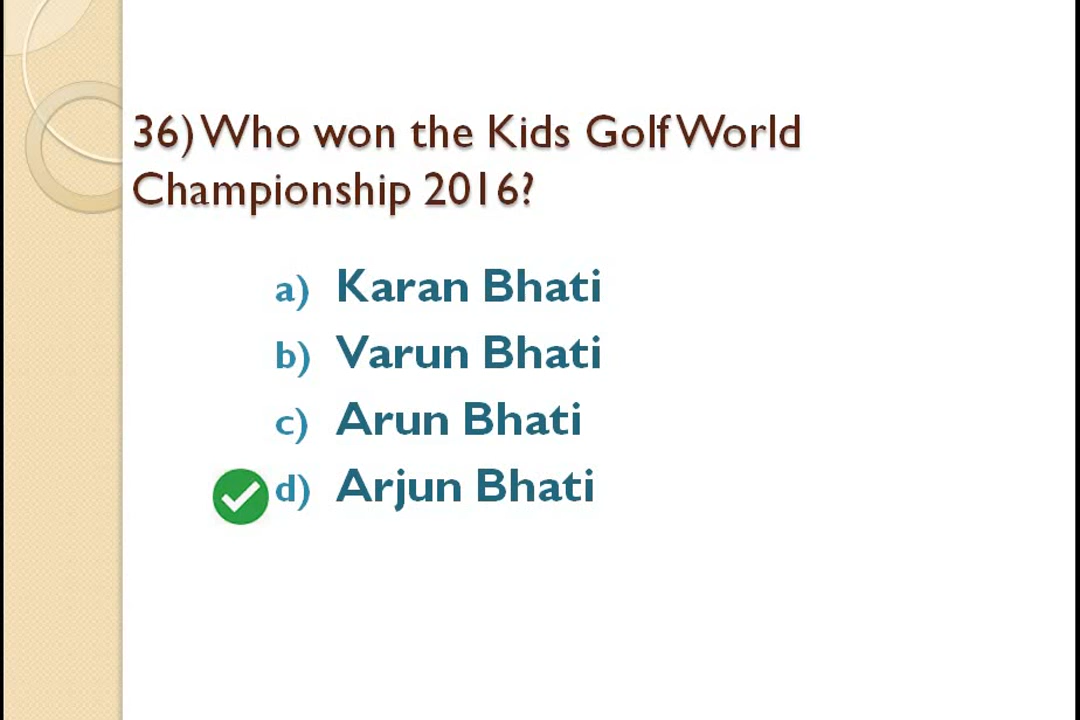 36) Who won the Kids Golf World
Championship 2016?
a) Karan Bhati
b) Varun Bhati
c) Arun Bhati
d) Arjun Bhati